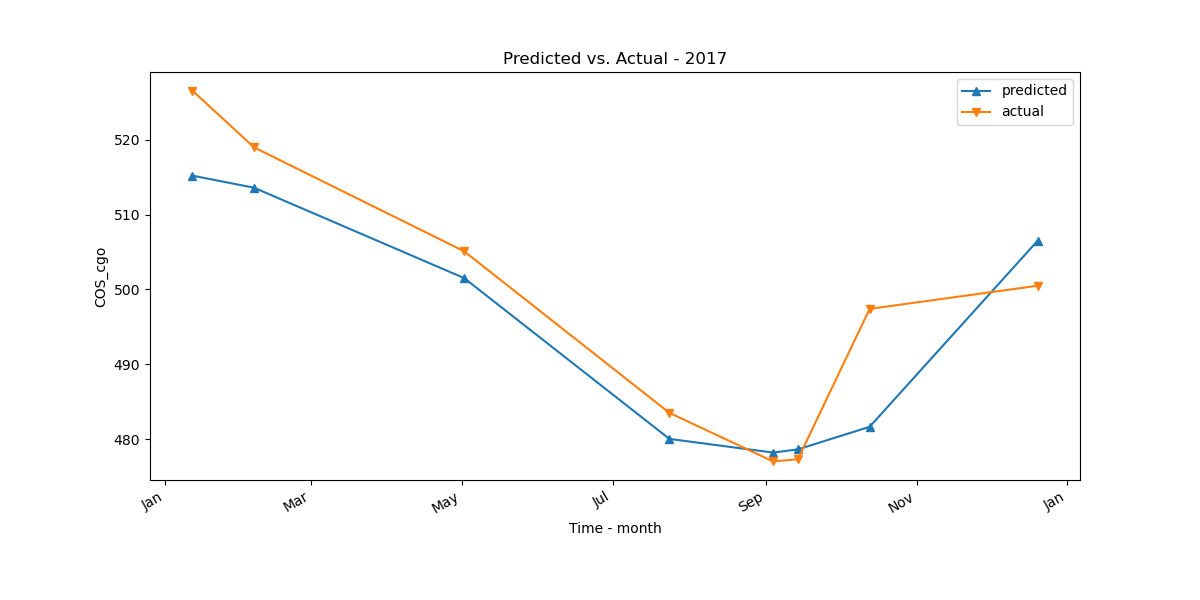 Predicted vs. Actual - 2017
predicted
actual
COS_cgo
520
510
500
490
480
Jan
Mar
May
Jul
Sep
Nov
Jan
Time - month